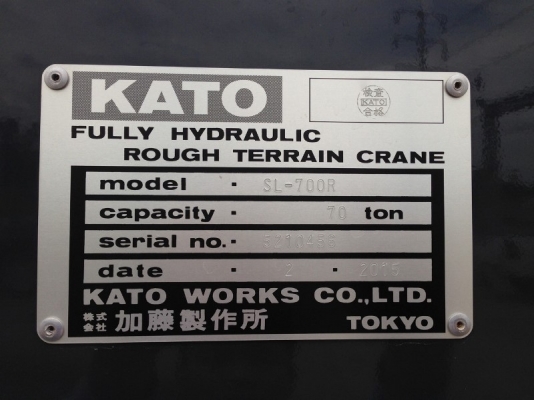 KATO
検査
KATO
合格
FULLY HYDRAULIC
ROUGH TERRAIN CRANE
model · SL-700R
capacity · 70 ton
serial no. ·
date · 2 · 2015
KATO WORKS CO.,LTD.
株式会社 加藤製作所 TOKYO